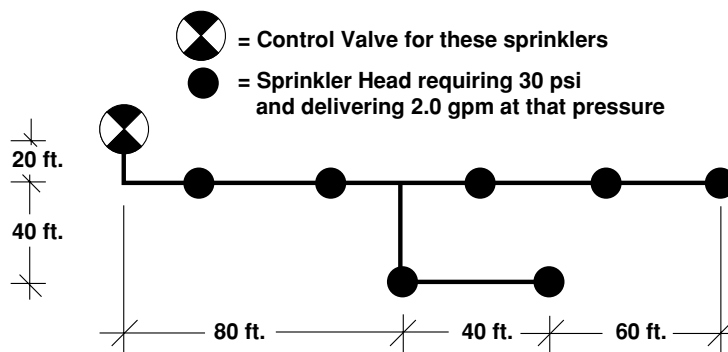 = Control Valve for these sprinklers
= Sprinkler Head requiring 30 psi
and delivering 2.0 gpm at that pressure
20 ft.
40 ft.
80 ft.
40 ft.
60 ft.